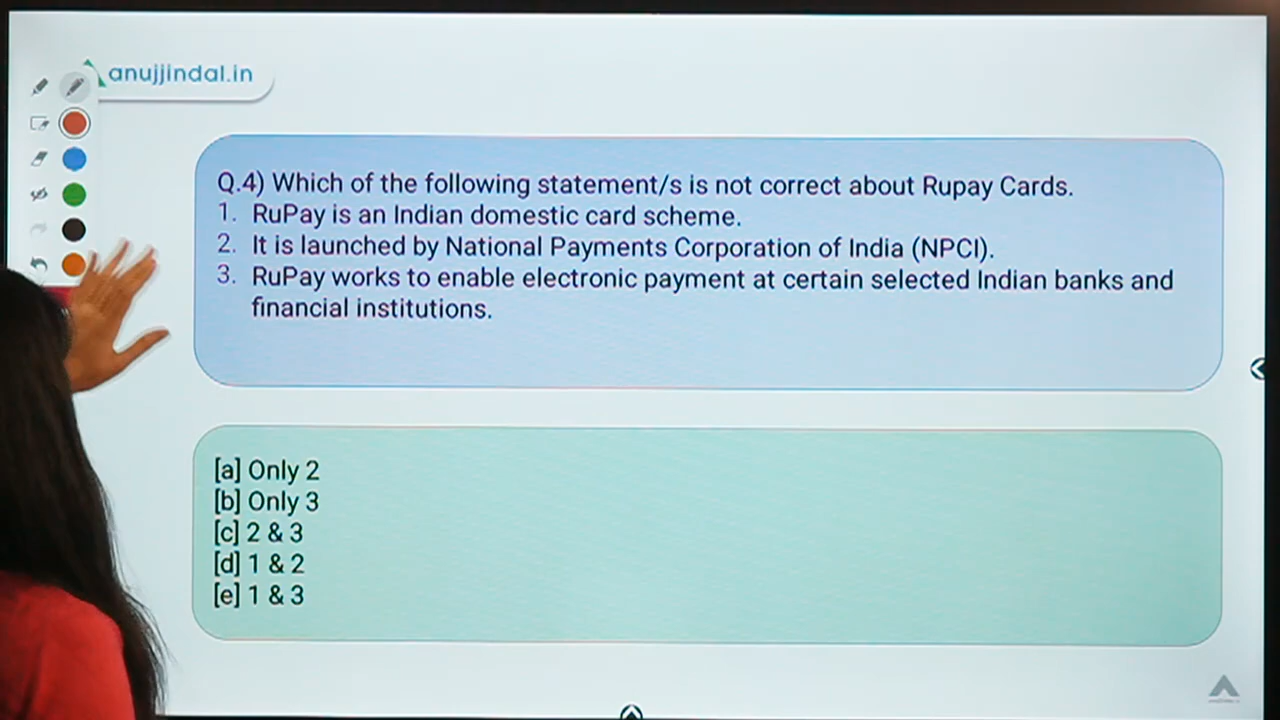 anujjindal.in
Q.4) Which of the following statement/s is not correct about Rupay Cards.
1. RuPay is an Indian domestic card scheme.
2. It is launched by National Payments Corporation of India (NPCI).
3. RuPay works to enable electronic payment at certain selected Indian banks and
financial institutions.
[a] Only 2
[b] Only 3
[c] 2 & 3
[d] 1 & 2
[e] 1 & 3